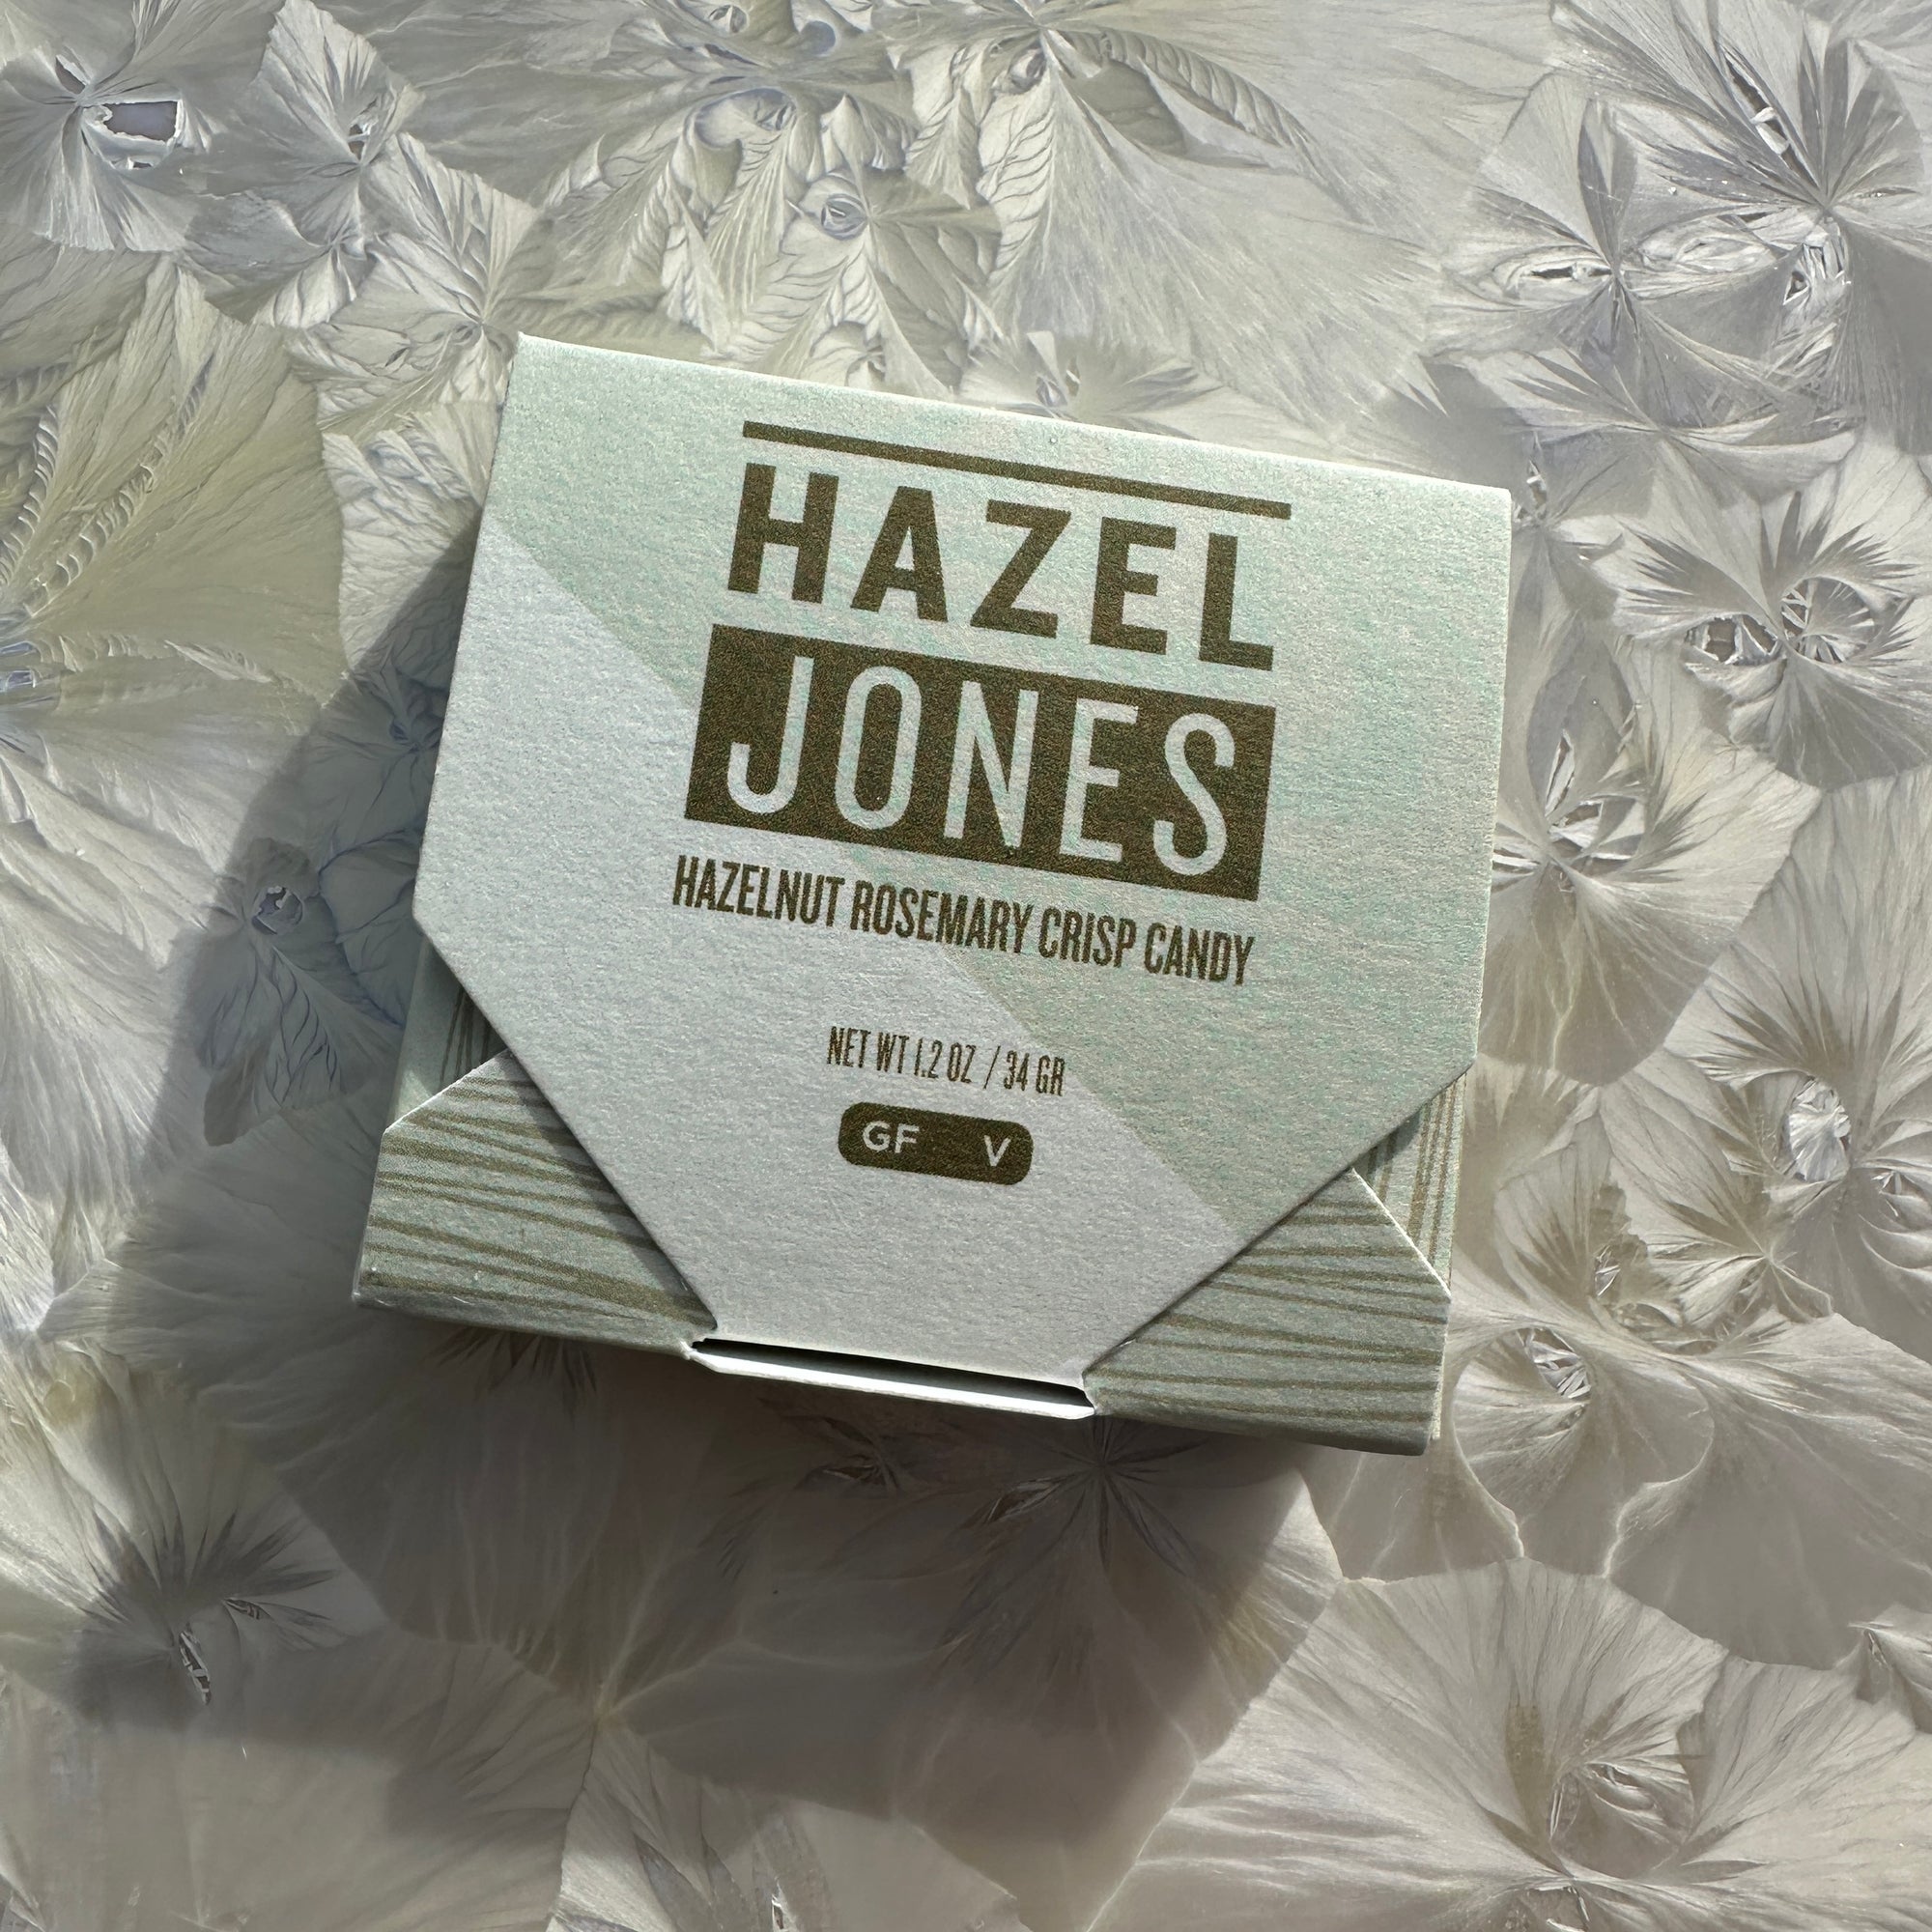 HAZEL
JONES
HAZELNUT ROSEMARY CRISP CANDY
NET WT 1.2 OZ / 34 GR
GF V